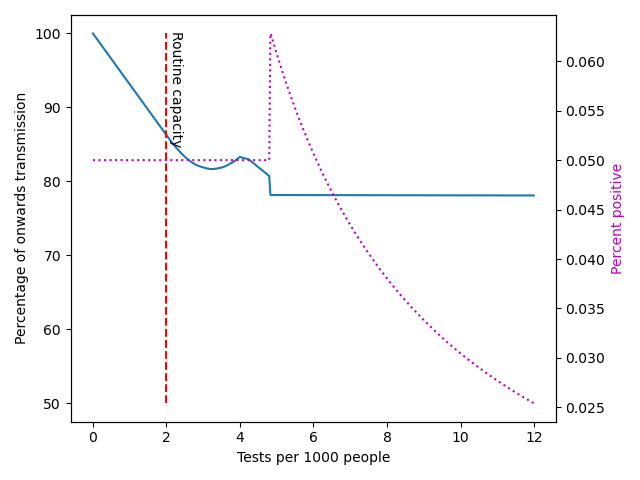 100
90
80
70
60
50
Percentage of onwards transmission
Routine capacity
0.060
0.055
0.050
0.045
0.040
0.035
0.030
0.025
Percent positive
0 2 4 6 8 10 12
Tests per 1000 people